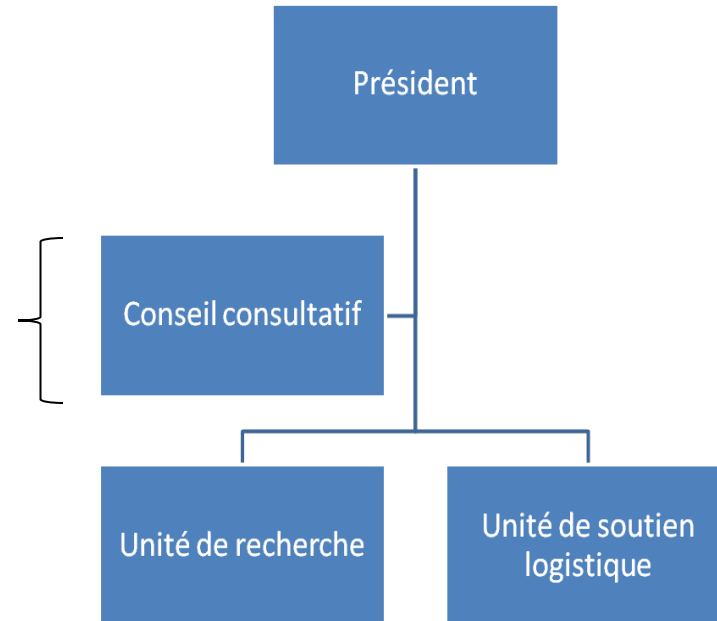 Président
Conseil consultatif
Unité de recherche
Unité de soutien
logistique